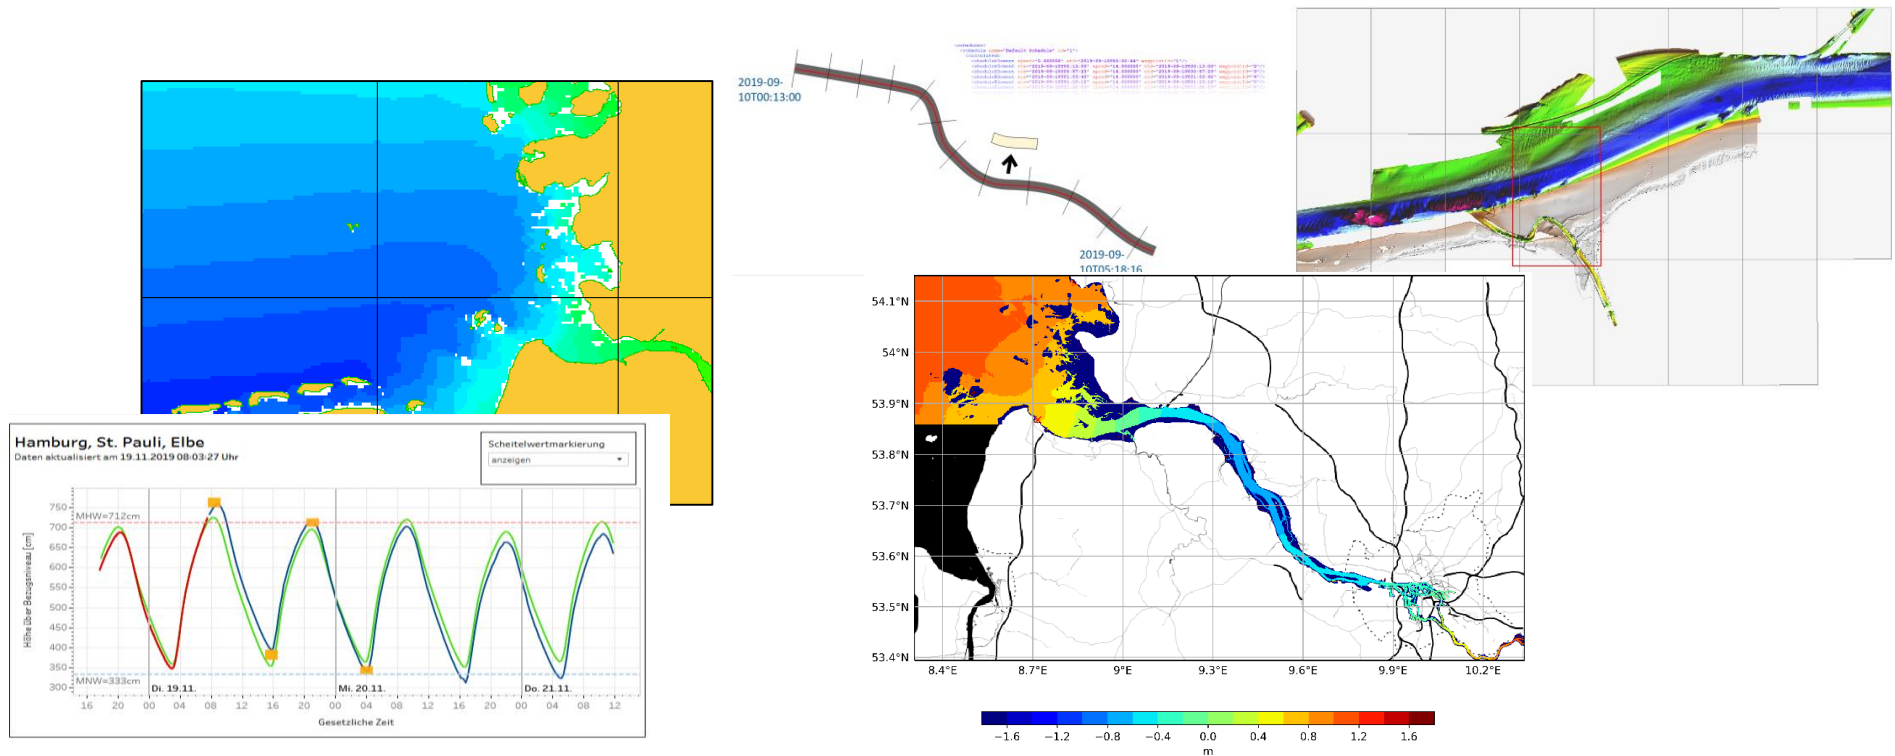 2019-09-
10T00:13:00
2019-09-
10T05:18:16
Hamburg, St. Pauli, Elbe
Daten aktualisiert am 19.11.2019 08:03:27 Uhr
Scheitelwertmarkierung
anzeigen
Höhe über Bezugsniveau [cm]
750
700
650
600
550
500
450
400
350
300
MHW=712cm
MNW=333cm
Di. 19.11.
Mi. 20.11.
Do. 21.11.
16 20 00 04 08 12 16 20 00 04 08 12 16 20 00 04 08 12
Gesetzliche Zeit
54.1°N
54°N
53.9°N
53.8°N
53.7°N
53.6°N
53.5°N
53.4°N
8.4°E 8.7°E 9°E 9.3°E 9.6°E 9.9°E 10.2°E
−1.6 −1.2 −0.8 −0.4 0.0 0.4 0.8 1.2 1.6
m